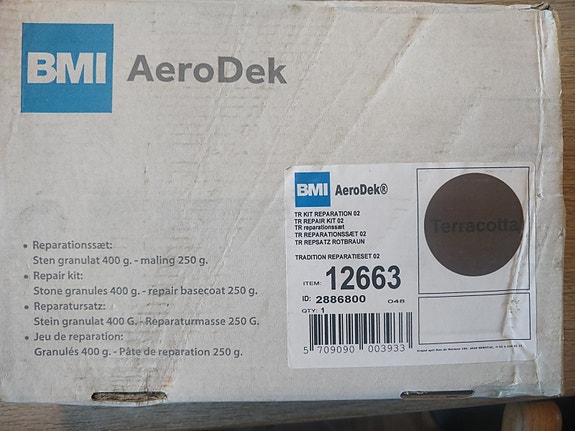 BMI AeroDek
• Reparationssæt:
Sten granulat 400 g. - maling 250 g.
• Repair kit:
Stone granules 400 g. - repair basecoat 250 g.
• Reparatursatz:
Stein granulat 400 G. - Reparaturmasse 250 G.
• Jeu de reparation:
Granulés 400 g. - Pâte de reparation 250 g.
BMI AeroDek®
TR KIT REPARATION 02
TR REPAIR KIT 02
TR reparationssæt
TR REPARATIONSSÆT 02
TR REPSATZ ROTBRAUN
TRADITION REPARATIESET 02
ITEM: 12663
ID: 2886800 048
QTY: 1
5 709090 003933
Terracotta